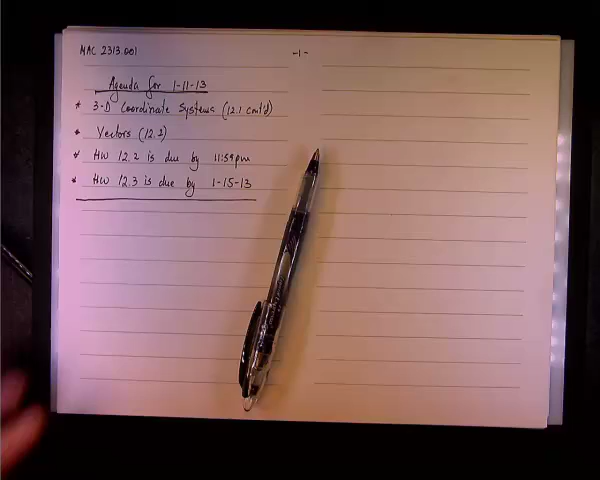 MAC 2313.001
-1-
Agenda for 1-11-13
* 3-D Coordinate Systems (12.1 cont'd)
* Vectors (12.2)
* HW 12.2 is due by 11:59pm
* HW 12.3 is due by 1-15-13